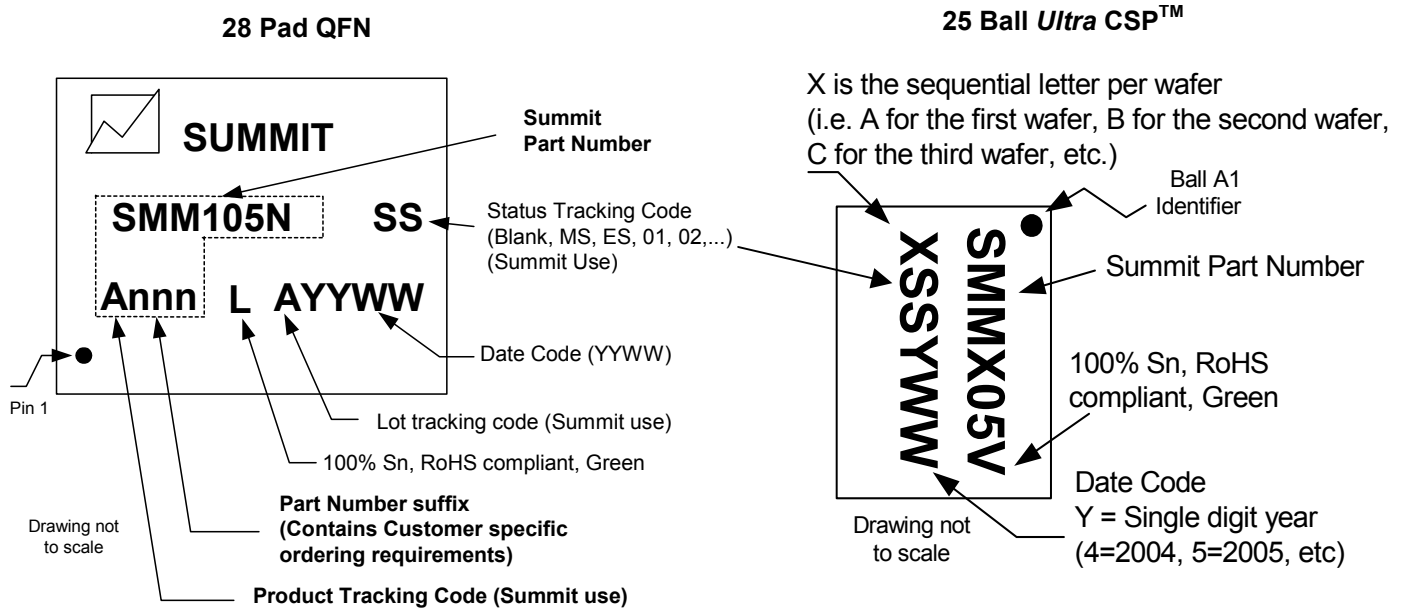 28 Pad QFN
SUMMIT
SMM105N SS
Annn L AYYWW
Summit
Part Number
Status Tracking Code
(Blank, MS, ES, 01, 02,...)
(Summit Use)
Date Code (YYWW)
Pin 1
Lot tracking code (Summit use)
100% Sn, RoHS compliant, Green
Part Number suffix
(Contains Customer specific
ordering requirements)
Drawing not
to scale
Product Tracking Code (Summit use)
25 Ball Ultra CSP™
X is the sequential letter per wafer
(i.e. A for the first wafer, B for the second wafer,
C for the third wafer, etc.)
Ball A1
Identifier
SMMX05V
XSSYWW
Summit Part Number
100% Sn, RoHS
compliant, Green
Date Code
Y = Single digit year
(4=2004, 5=2005, etc)
Drawing not
to scale